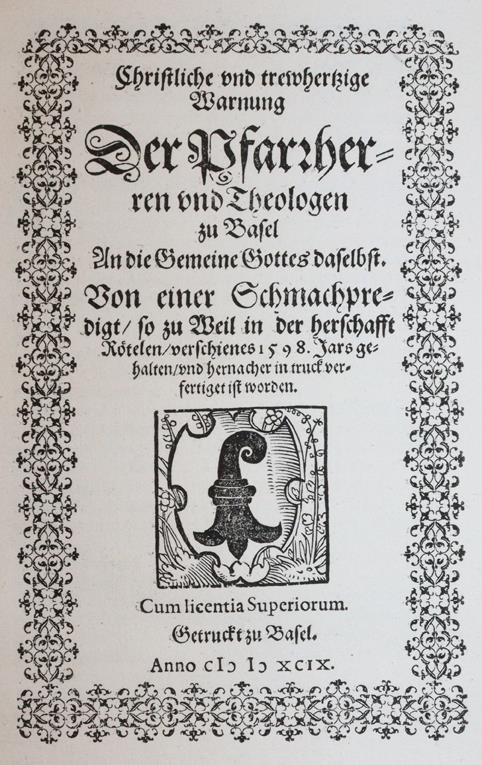 Christliche vnd trewhertzige
Warnung
Der Pfarrher-
ren vnd Theologen
zu Basel
An die Gemeine Gottes daselbst.
Von einer Schmachpre-
digt/ so zu Weil in der herschafft
Rötelen/verschienes 1598. Jars ge-
halten/vnd hernacher in truck ver-
fertiget ist worden.
Cum licentia Superiorum.
Getruckt zu Basel.
Anno cIↄ Iↄ XCIX.